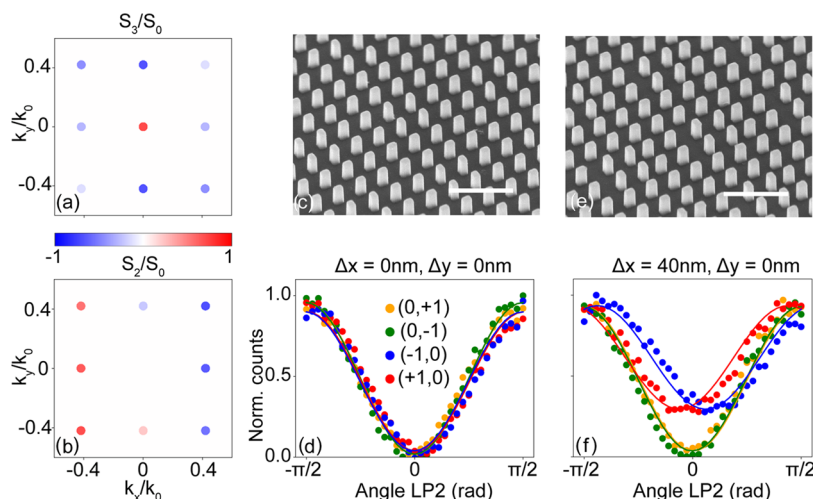 S3/S0
0.4
0
-0.4
ky/k0
(a)
-1
1
S2/S0
0.4
0
-0.4
ky/k0
(b)
-0.4
0
0.4
kx/k0
(c)
(e)
Δx = 0nm, Δy = 0nm
1.0
0.5
0.0
Norm. counts
(0,+1)
(0,-1)
(-1,0)
(+1,0)
(d)
-π/2
0
π/2
Angle LP2 (rad)
Δx = 40nm, Δy = 0nm
(f)
-π/2
0
π/2
Angle LP2 (rad)